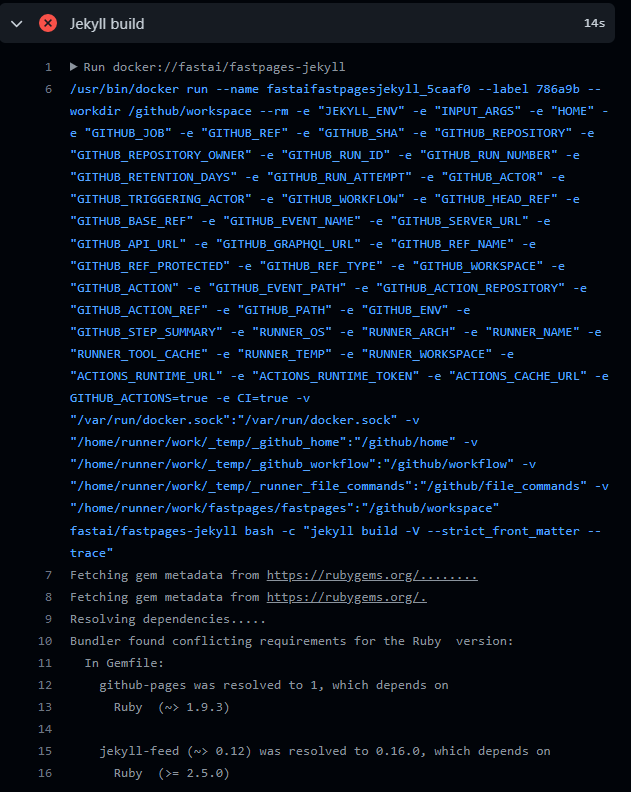 Jekyll build 14s
1 ▶ Run docker://fastai/fastpages-jekyll
6 /usr/bin/docker run --name fastaifastpagesjekyll_5caaf0 --label 786a9b --
workdir /github/workspace --rm -e "JEKYLL_ENV" -e "INPUT_ARGS" -e "HOME" -
e "GITHUB_JOB" -e "GITHUB_REF" -e "GITHUB_SHA" -e "GITHUB_REPOSITORY" -e
"GITHUB_REPOSITORY_OWNER" -e "GITHUB_RUN_ID" -e "GITHUB_RUN_NUMBER" -e
"GITHUB_RETENTION_DAYS" -e "GITHUB_RUN_ATTEMPT" -e "GITHUB_ACTOR" -e
"GITHUB_TRIGGERING_ACTOR" -e "GITHUB_WORKFLOW" -e "GITHUB_HEAD_REF" -e
"GITHUB_BASE_REF" -e "GITHUB_EVENT_NAME" -e "GITHUB_SERVER_URL" -e
"GITHUB_API_URL" -e "GITHUB_GRAPHQL_URL" -e "GITHUB_REF_NAME" -e
"GITHUB_REF_PROTECTED" -e "GITHUB_REF_TYPE" -e "GITHUB_WORKSPACE" -e
"GITHUB_ACTION" -e "GITHUB_EVENT_PATH" -e "GITHUB_ACTION_REPOSITORY" -e
"GITHUB_ACTION_REF" -e "GITHUB_PATH" -e "GITHUB_ENV" -e
"GITHUB_STEP_SUMMARY" -e "RUNNER_OS" -e "RUNNER_ARCH" -e "RUNNER_NAME" -e
"RUNNER_TOOL_CACHE" -e "RUNNER_TEMP" -e "RUNNER_WORKSPACE" -e
"ACTIONS_RUNTIME_URL" -e "ACTIONS_RUNTIME_TOKEN" -e "ACTIONS_CACHE_URL" -e
GITHUB_ACTIONS=true -e CI=true -v
"/var/run/docker.sock":"/var/run/docker.sock" -v
"/home/runner/work/_temp/_github_home":"/github/home" -v
"/home/runner/work/_temp/_github_workflow":"/github/workflow" -v
"/home/runner/work/_temp/_runner_file_commands":"/github/file_commands" -v
"/home/runner/work/fastpages/fastpages":"/github/workspace"
fastai/fastpages-jekyll bash -c "jekyll build -V --strict_front_matter --
trace"
7 Fetching gem metadata from https://rubygems.org/........
8 Fetching gem metadata from https://rubygems.org/.
9 Resolving dependencies.....
10 Bundler found conflicting requirements for the Ruby  version:
11   In Gemfile:
12     github-pages was resolved to 1, which depends on
13       Ruby  (~> 1.9.3)
14
15     jekyll-feed (~> 0.12) was resolved to 0.16.0, which depends on
16       Ruby  (>= 2.5.0)